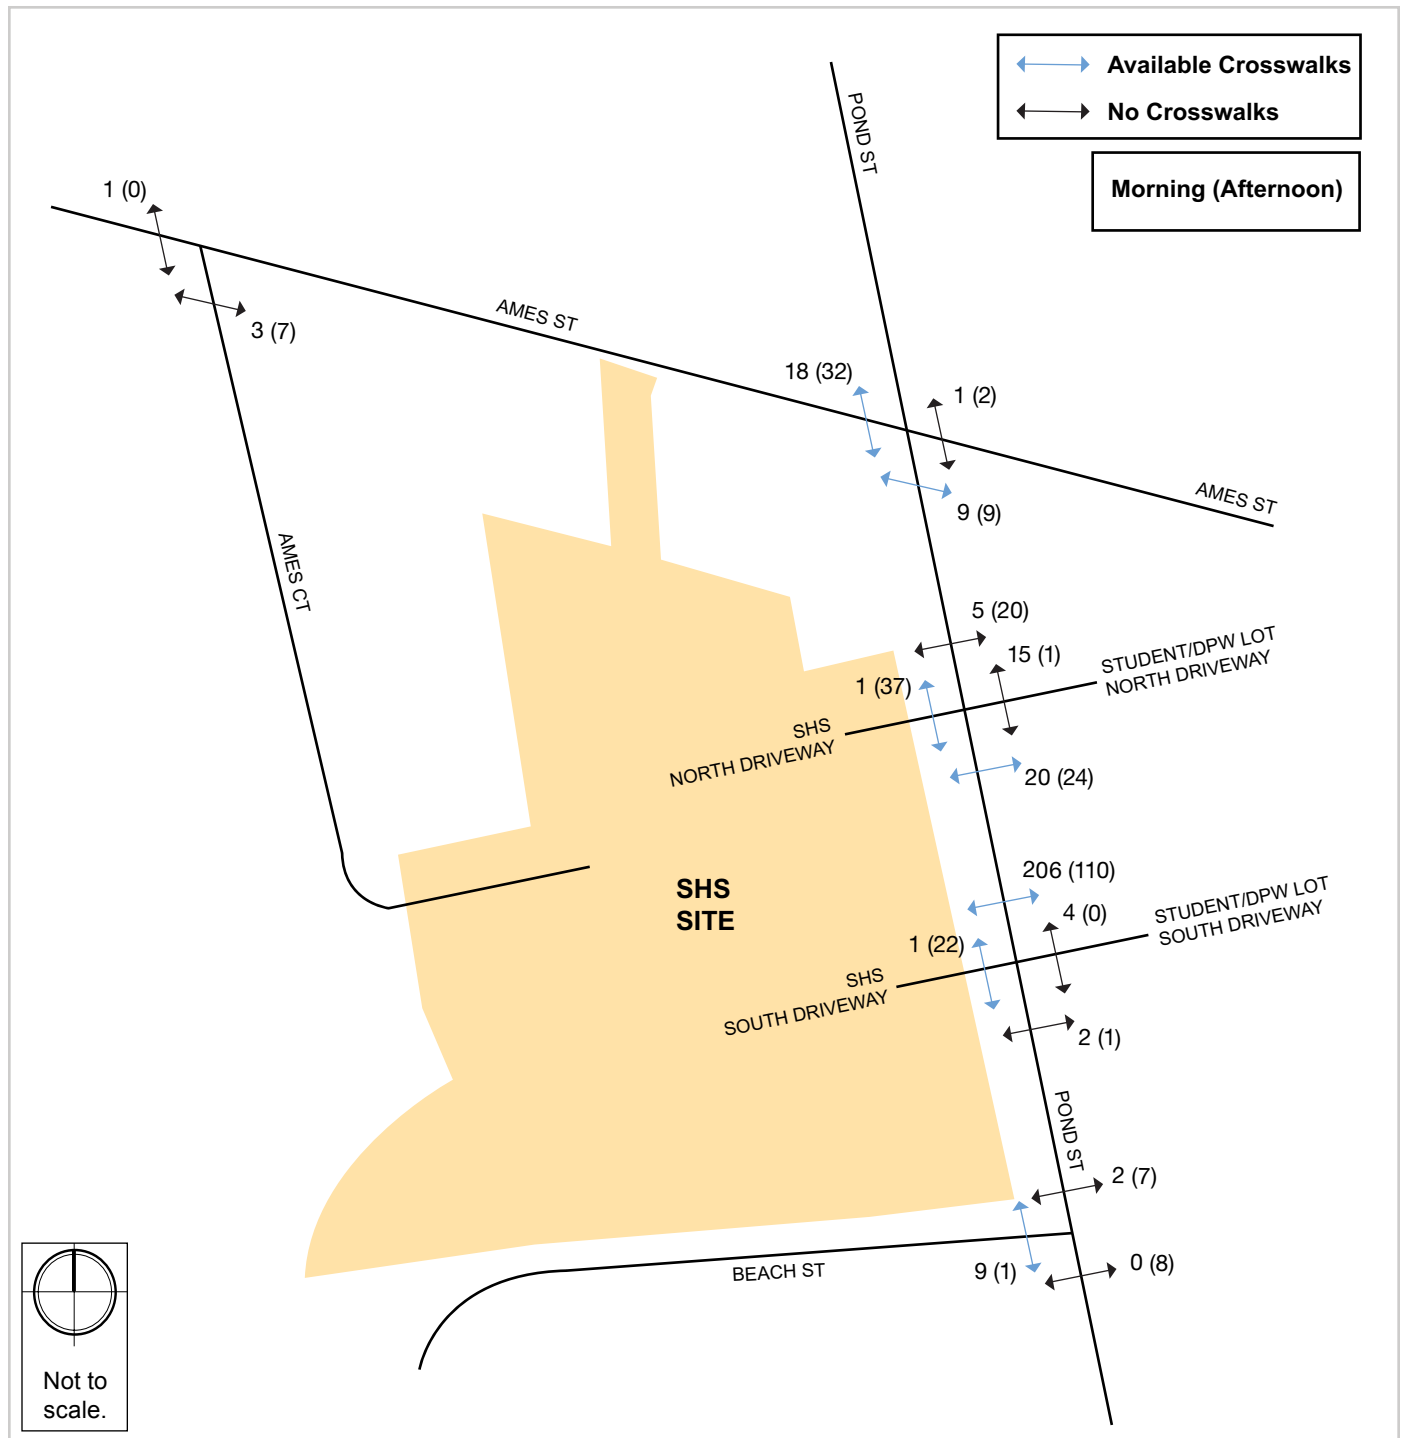 Available Crosswalks
No Crosswalks
Morning (Afternoon)
POND ST
1 (0)
3 (7)
AMES ST
18 (32)
1 (2)
9 (9)
AMES ST
AMES CT
5 (20)
15 (1)
STUDENT/DPW LOT
NORTH DRIVEWAY
1 (37)
SHS
NORTH DRIVEWAY
20 (24)
SHS
SITE
206 (110)
4 (0)
STUDENT/DPW LOT
SOUTH DRIVEWAY
1 (22)
SHS
SOUTH DRIVEWAY
2 (1)
POND ST
2 (7)
BEACH ST
9 (1)
0 (8)
Not to
scale.